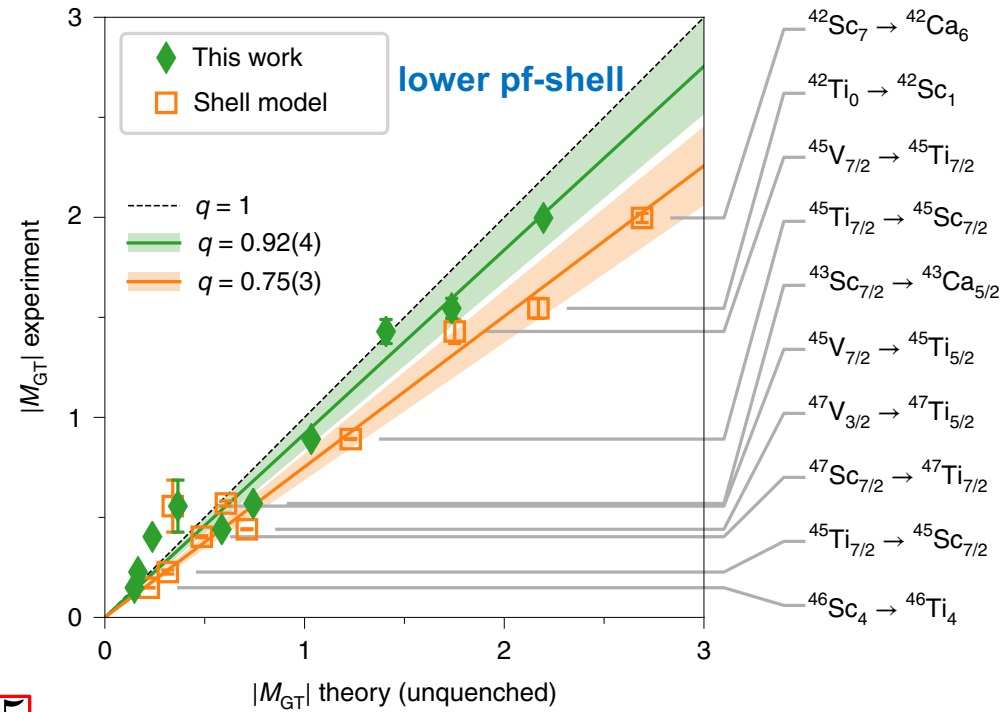 3
2
1
0
0
1
2
3
This work
Shell model
lower pf-shell
q = 1
q = 0.92(4)
q = 0.75(3)
|M_GT| experiment
|M_GT| theory (unquenched)
⁴²Sc₇ → ⁴²Ca₆
⁴²Ti₀ → ⁴²Sc₁
⁴⁵V₇/₂ → ⁴⁵Ti₇/₂
⁴⁵Ti₇/₂ → ⁴⁵Sc₇/₂
⁴³Sc₇/₂ → ⁴³Ca₅/₂
⁴⁵V₇/₂ → ⁴⁵Ti₅/₂
⁴⁷V₃/₂ → ⁴⁷Ti₅/₂
⁴⁷Sc₇/₂ → ⁴⁷Ti₇/₂
⁴⁵Ti₇/₂ → ⁴⁵Sc₇/₂
⁴⁶Sc₄ → ⁴⁶Ti₄